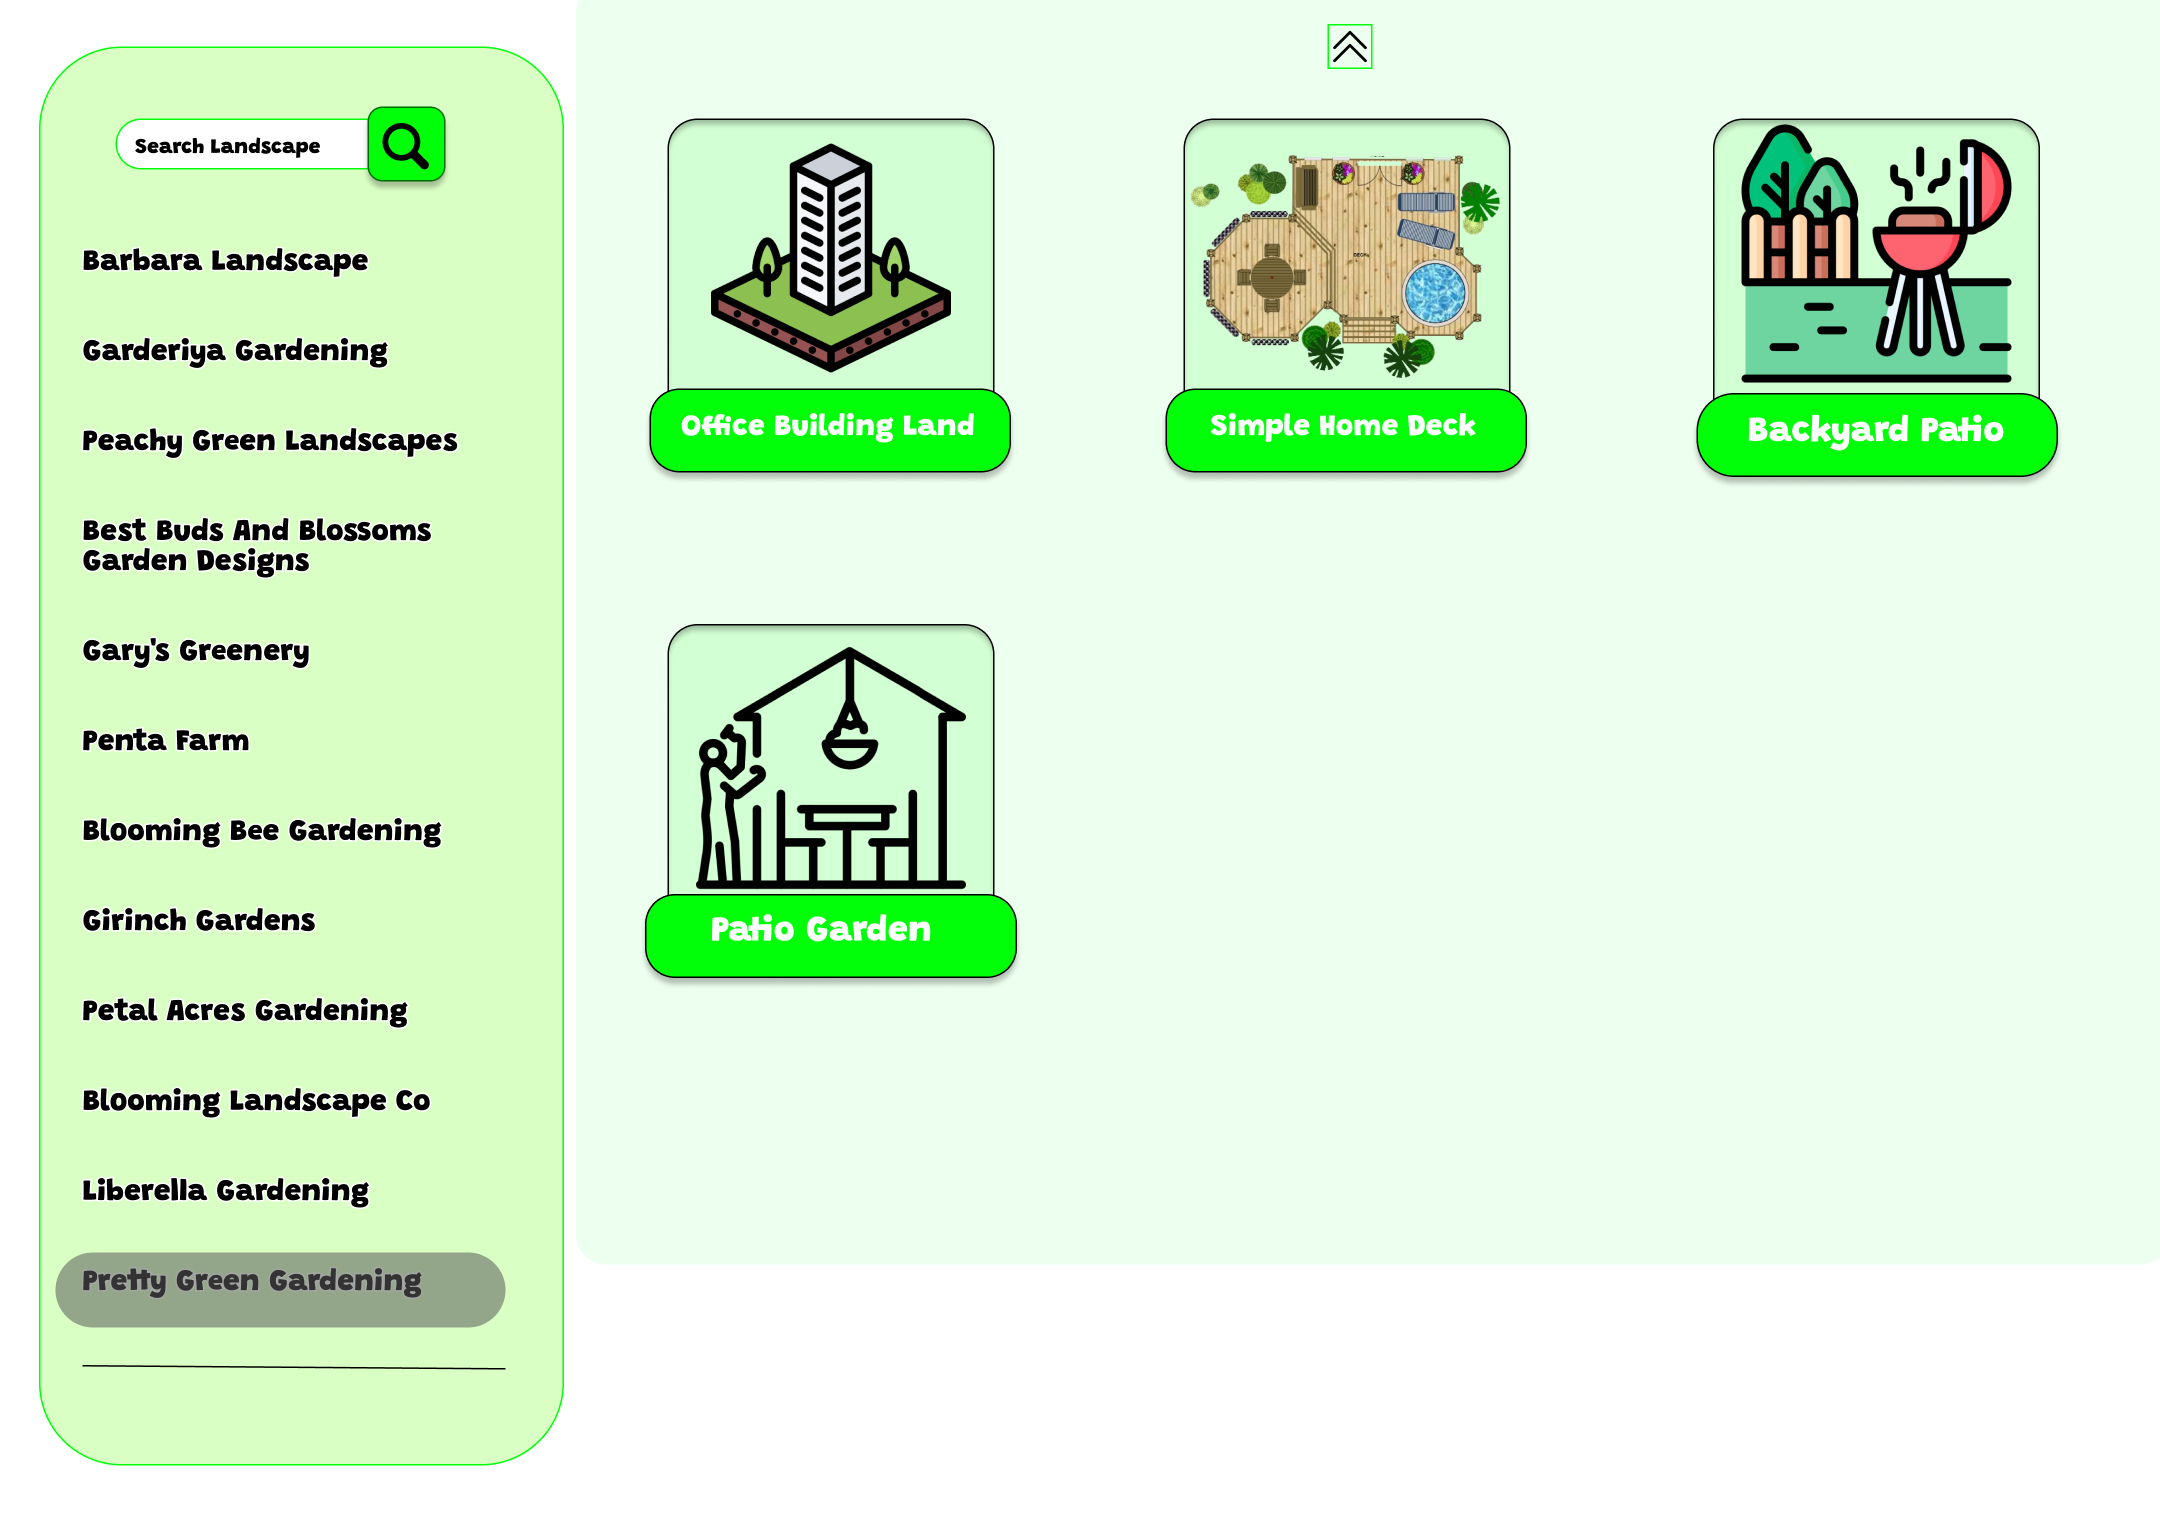 Search Landscape
Barbara Landscape
Garderiya Gardening
Peachy Green Landscapes
Best Buds And Blossoms
Garden Designs
Gary's Greenery
Penta Farm
Blooming Bee Gardening
Girinch Gardens
Petal Acres Gardening
Blooming Landscape Co
Liberella Gardening
Pretty Green Gardening
Office Building Land
Simple Home Deck
Backyard Patio
Patio Garden